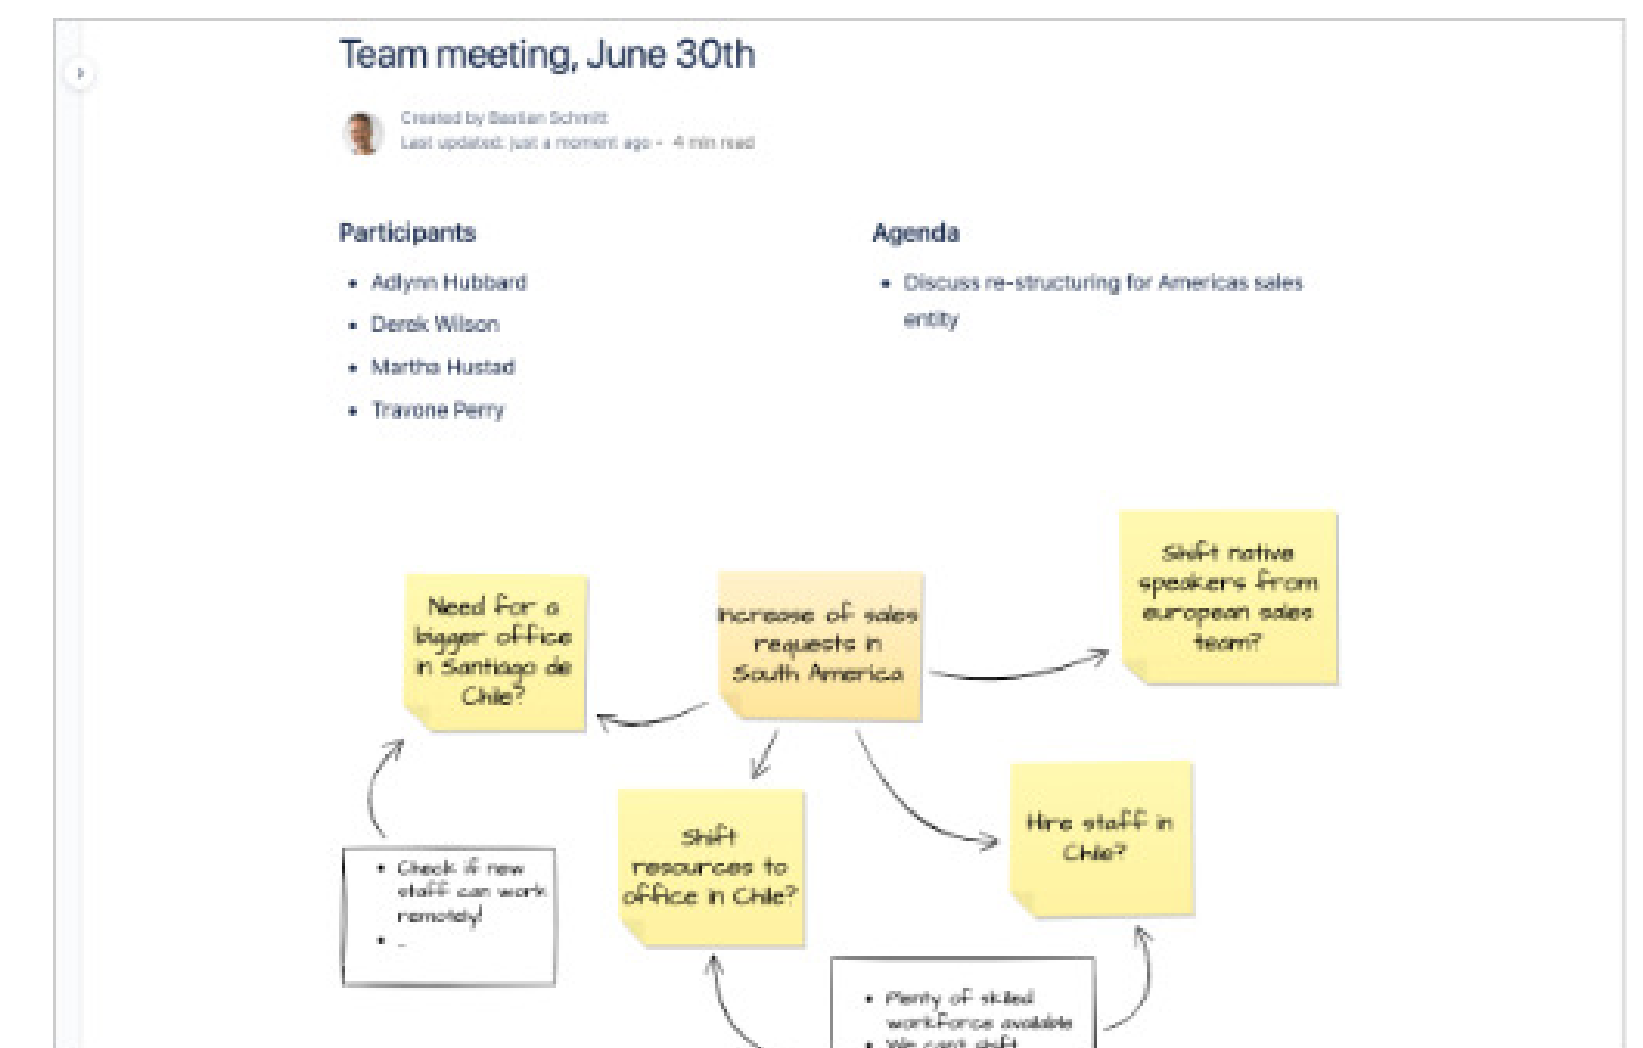 Team meeting, June 30th
Created by Bastian Schmitt
Last updated: just a moment ago • 4 min read
Participants
• Adlynn Hubbard
• Derek Wilson
• Martha Hustad
• Travone Perry
Agenda
• Discuss re-structuring for Americas sales
entity
Need for a
bigger office
in Santiago de
Chile?
Increase of sales
requests in
South America
Shift native
speakers from
european sales
team?
Shift
resources to
office in Chile?
Hire staff in
Chile?
• Check if new
staff can work
remotely!
• ...
• Plenty of skilled
workforce available
• We can't shift